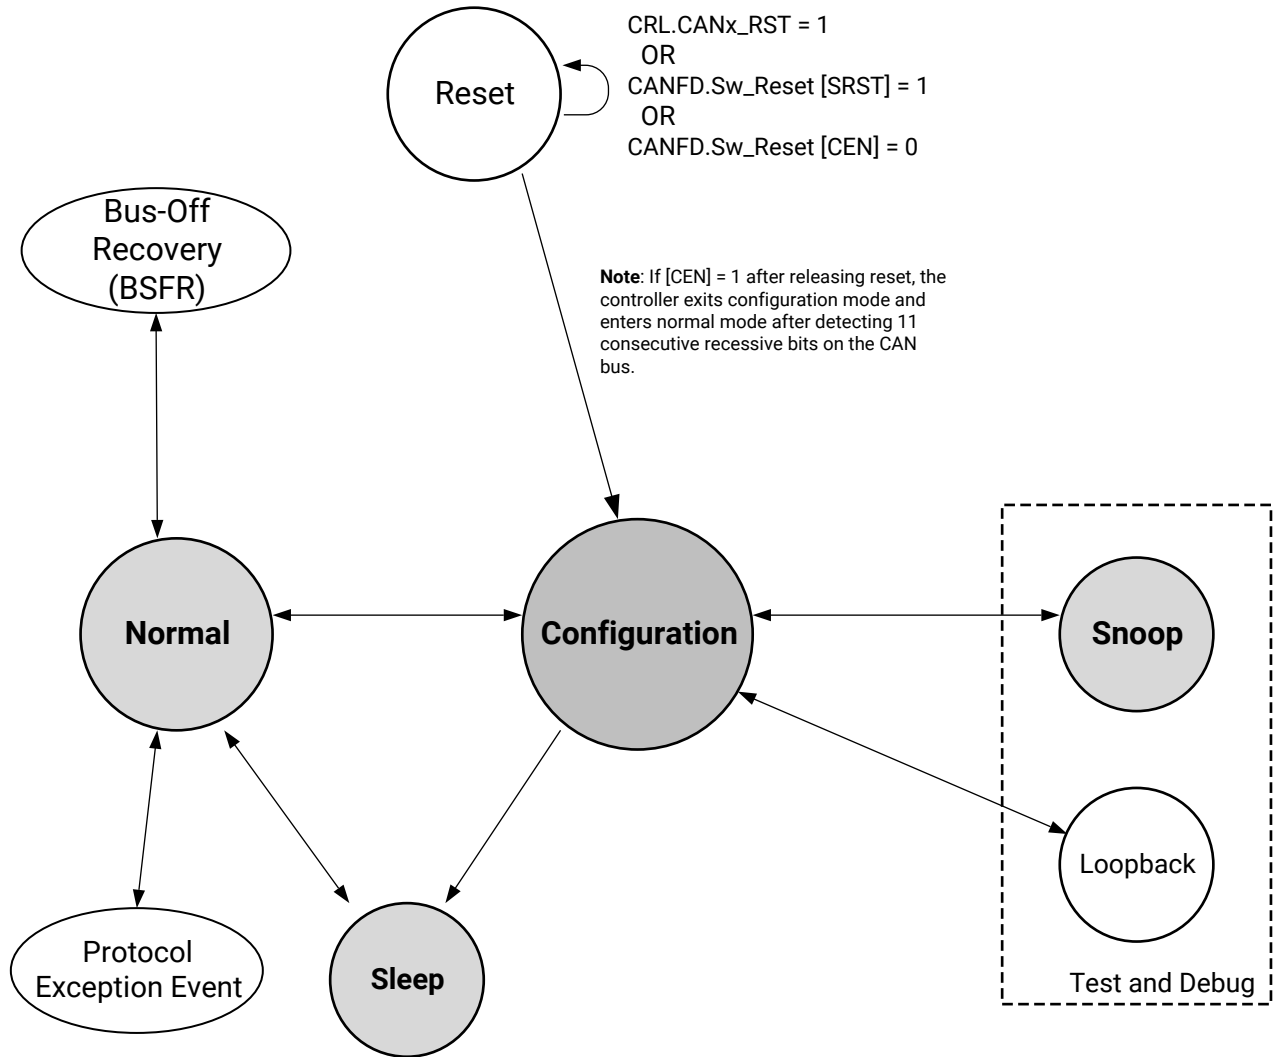 CRL.CANx_RST = 1
OR
CANFD.Sw_Reset [SRST] = 1
OR
CANFD.Sw_Reset [CEN] = 0
Reset
Bus-Off
Recovery
(BSFR)
Note: If [CEN] = 1 after releasing reset, the
controller exits configuration mode and
enters normal mode after detecting 11
consecutive recessive bits on the CAN
bus.
Normal
Configuration
Snoop
Loopback
Protocol
Exception Event
Sleep
Test and Debug